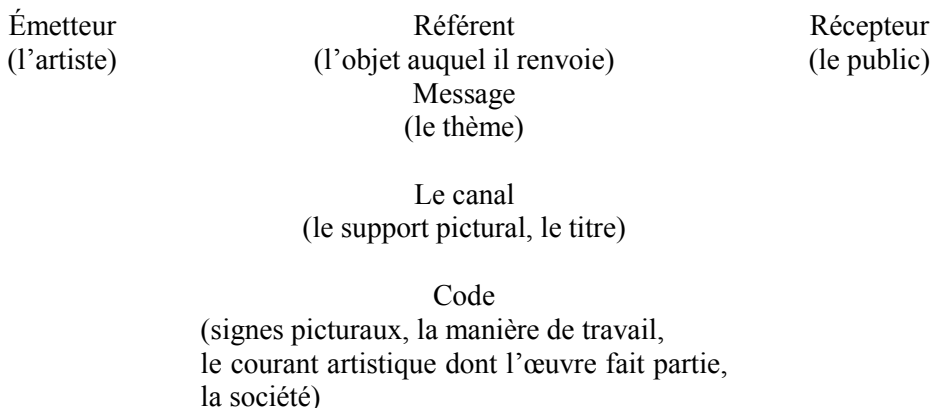 Émetteur Référent Récepteur
(l’artiste) (l’objet auquel il renvoie) (le public)
Message
(le thème)
Le canal
(le support pictural, le titre)
Code
(signes picturaux, la manière de travail,
le courant artistique dont l’œuvre fait partie,
la société)